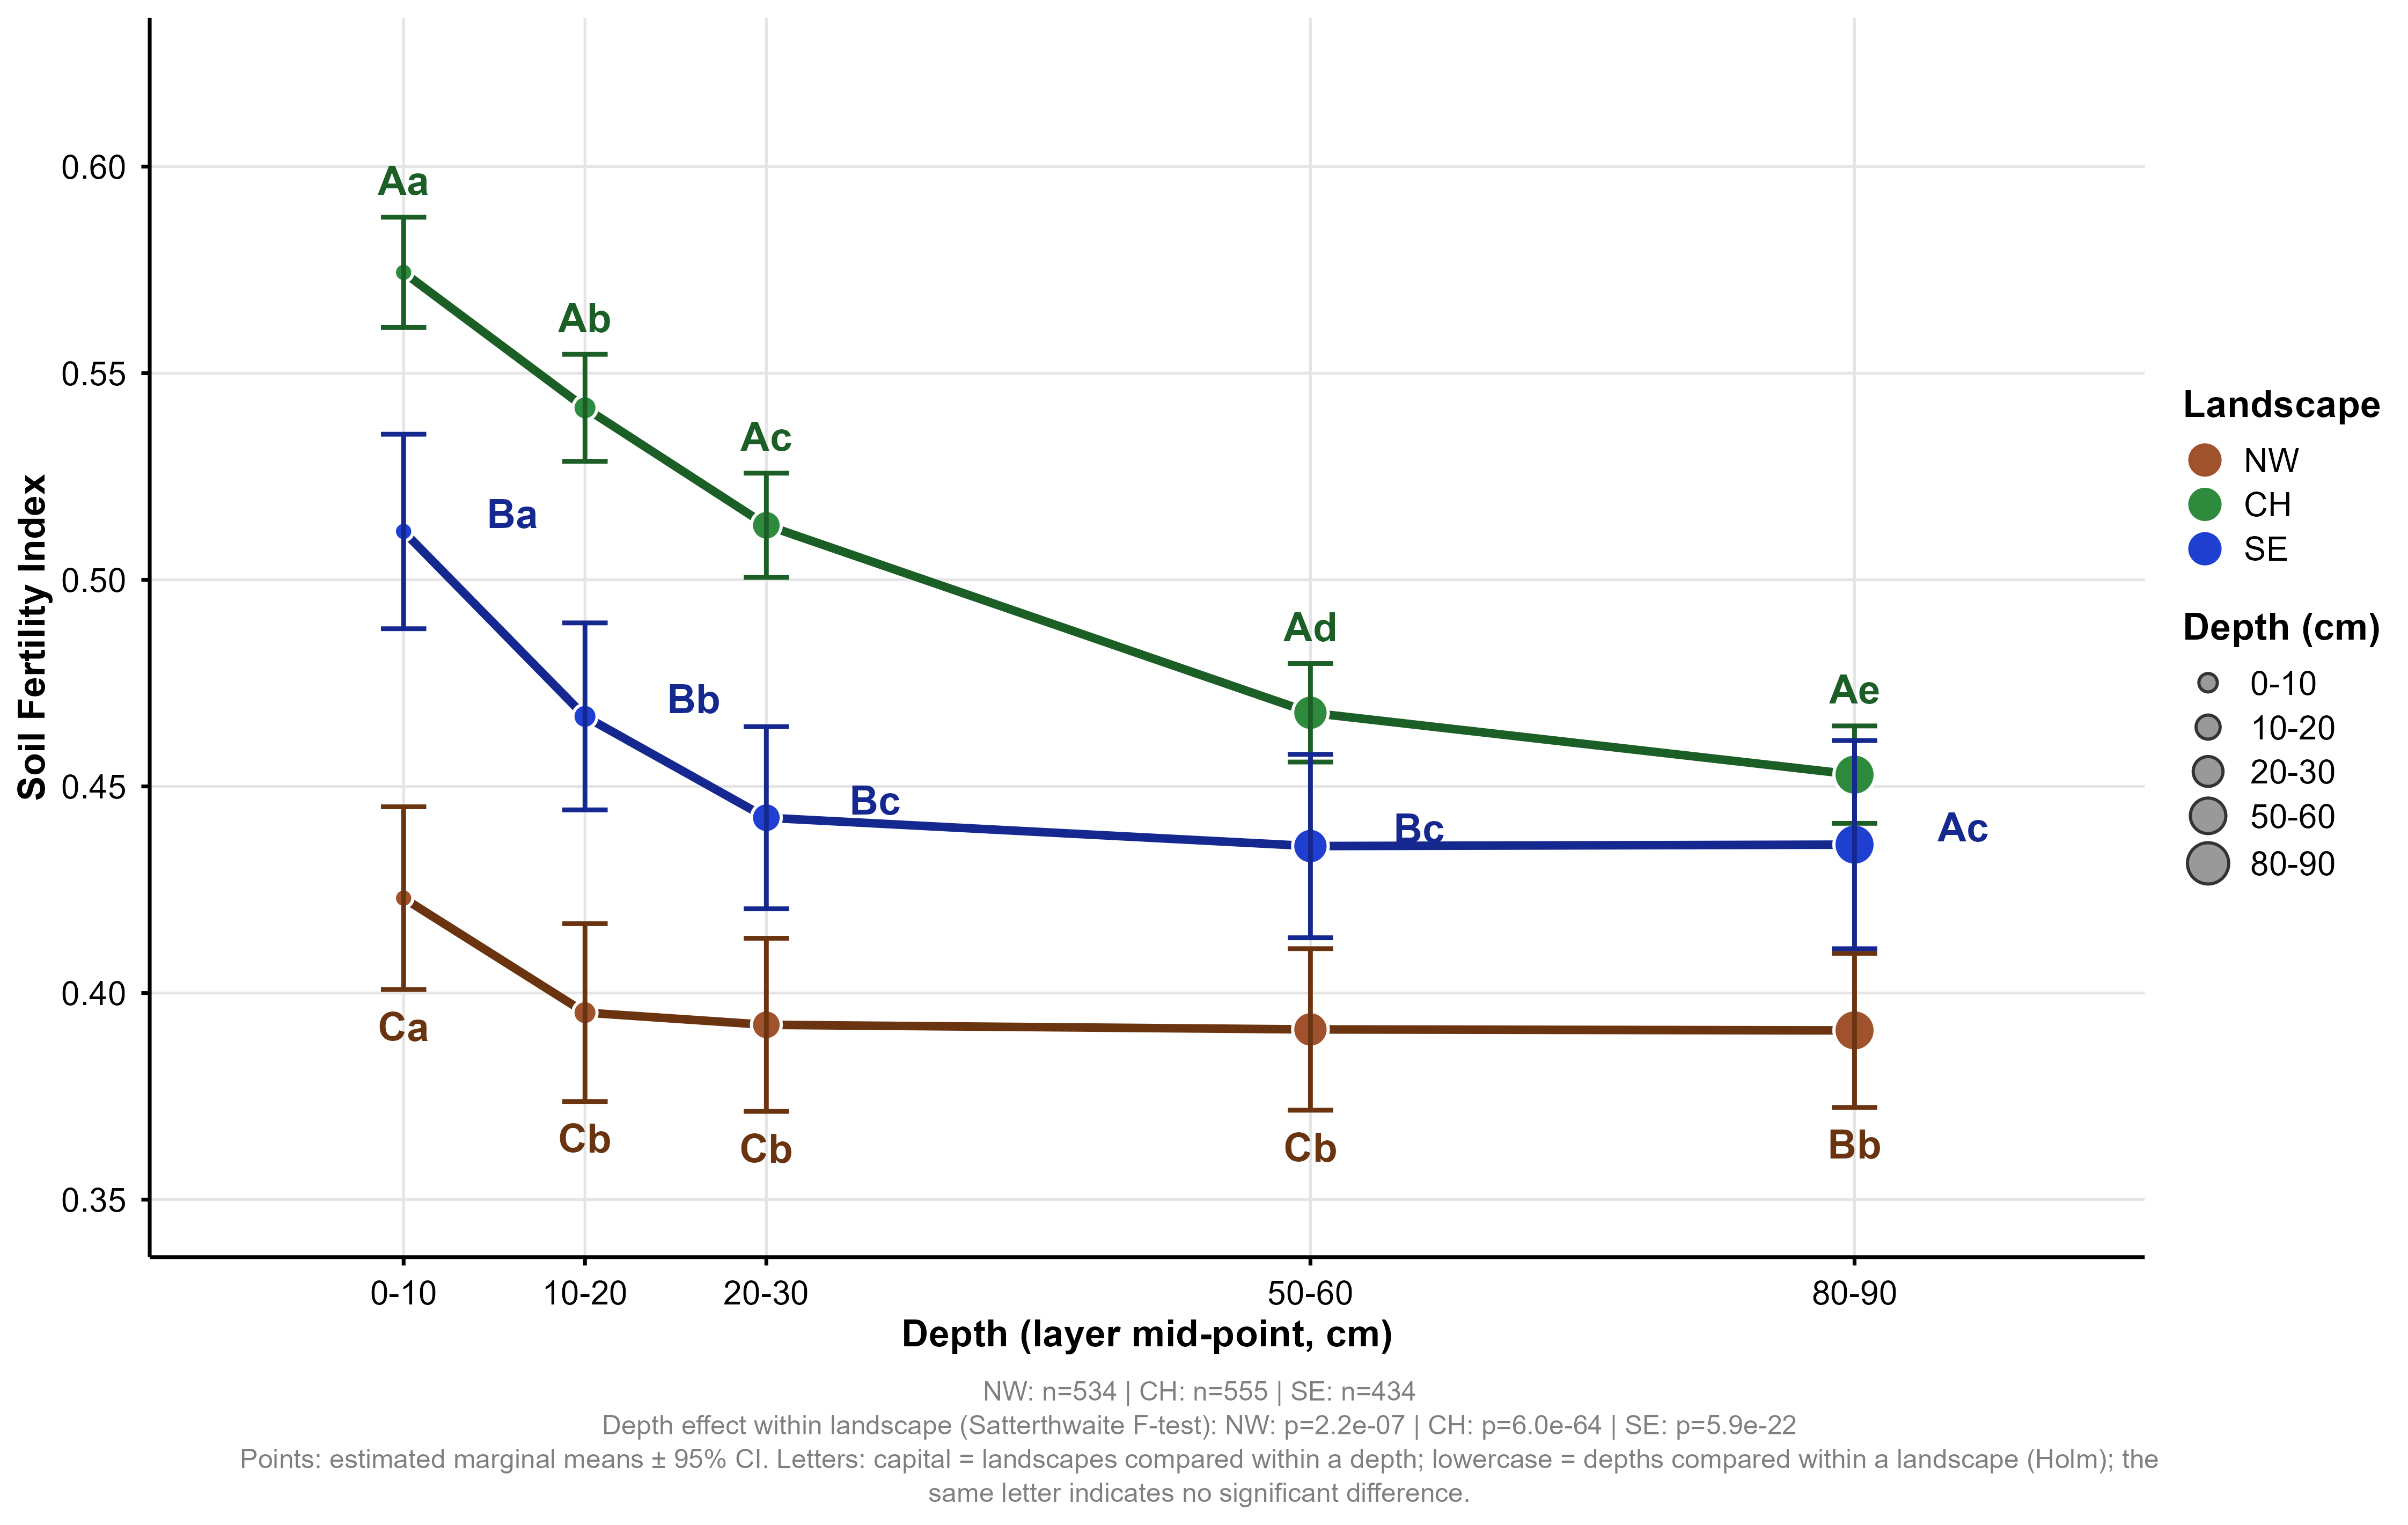 Soil Fertility Index
0.60
0.55
0.50
0.45
0.40
0.35
Aa
Ab
Ac
Ad
Ae
Ba
Bb
Bc
Bc
Ac
Ca
Cb
Cb
Cb
Bb
0-10
10-20
20-30
50-60
80-90
Depth (layer mid-point, cm)
Landscape
NW
CH
SE
Depth (cm)
0-10
10-20
20-30
50-60
80-90
NW: n=534 | CH: n=555 | SE: n=434
Depth effect within landscape (Satterthwaite F-test): NW: p=2.2e-07 | CH: p=6.0e-64 | SE: p=5.9e-22
Points: estimated marginal means ± 95% CI. Letters: capital = landscapes compared within a depth; lowercase = depths compared within a landscape (Holm); the
same letter indicates no significant difference.